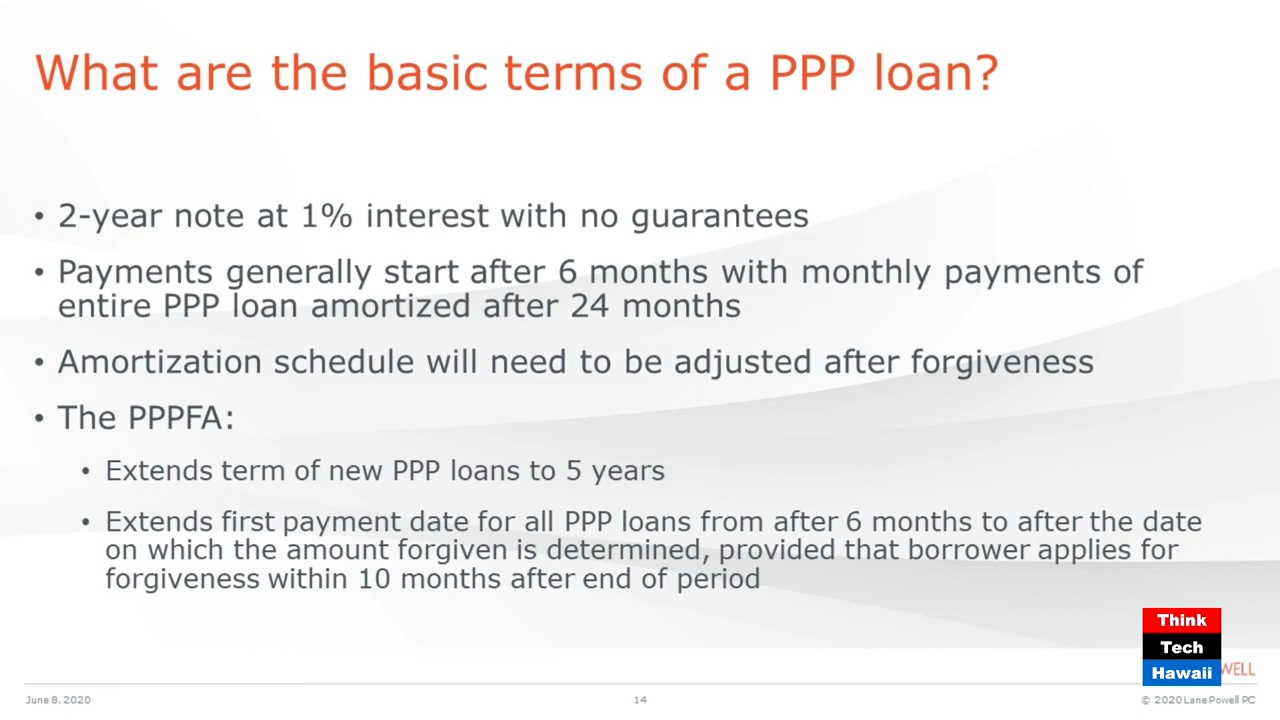 What are the basic terms of a PPP loan?
• 2-year note at 1% interest with no guarantees
• Payments generally start after 6 months with monthly payments of
entire PPP loan amortized after 24 months
• Amortization schedule will need to be adjusted after forgiveness
• The PPPFA:
• Extends term of new PPP loans to 5 years
• Extends first payment date for all PPP loans from after 6 months to after the date
on which the amount forgiven is determined, provided that borrower applies for
forgiveness within 10 months after end of period
Think
Tech
Hawaii
WELL
June 8, 2020
14
© 2020 Lane Powell PC